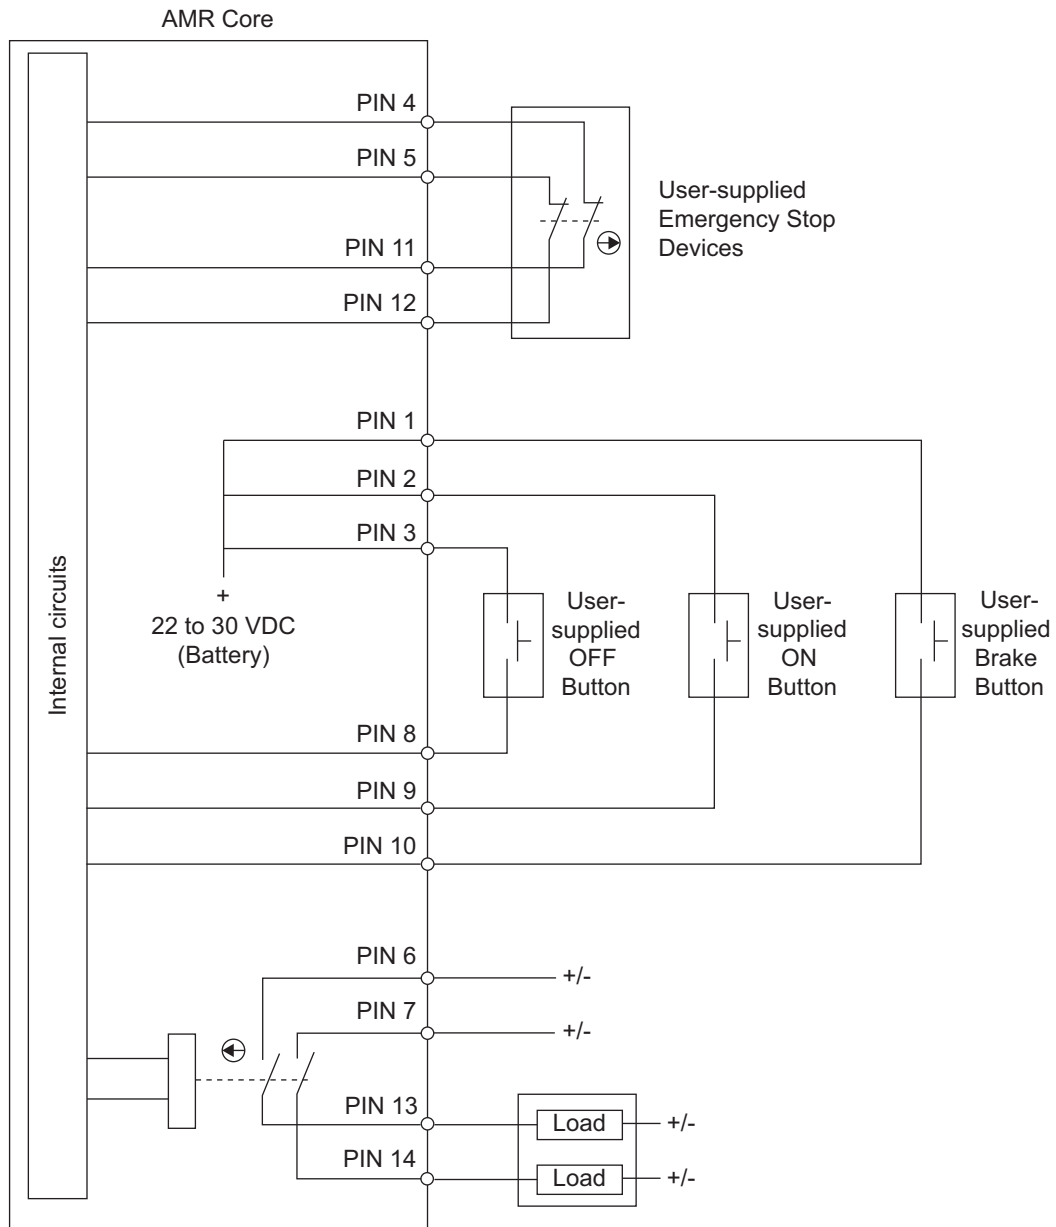 AMR Core
PIN 4
PIN 5
PIN 11
PIN 12
User-supplied
Emergency Stop
Devices
PIN 1
PIN 2
PIN 3
+
22 to 30 VDC
(Battery)
Internal circuits
User-
supplied
OFF
Button
User-
supplied
ON
Button
User-
supplied
Brake
Button
PIN 8
PIN 9
PIN 10
PIN 6
+/-
PIN 7
+/-
PIN 13
Load
+/-
PIN 14
Load
+/-